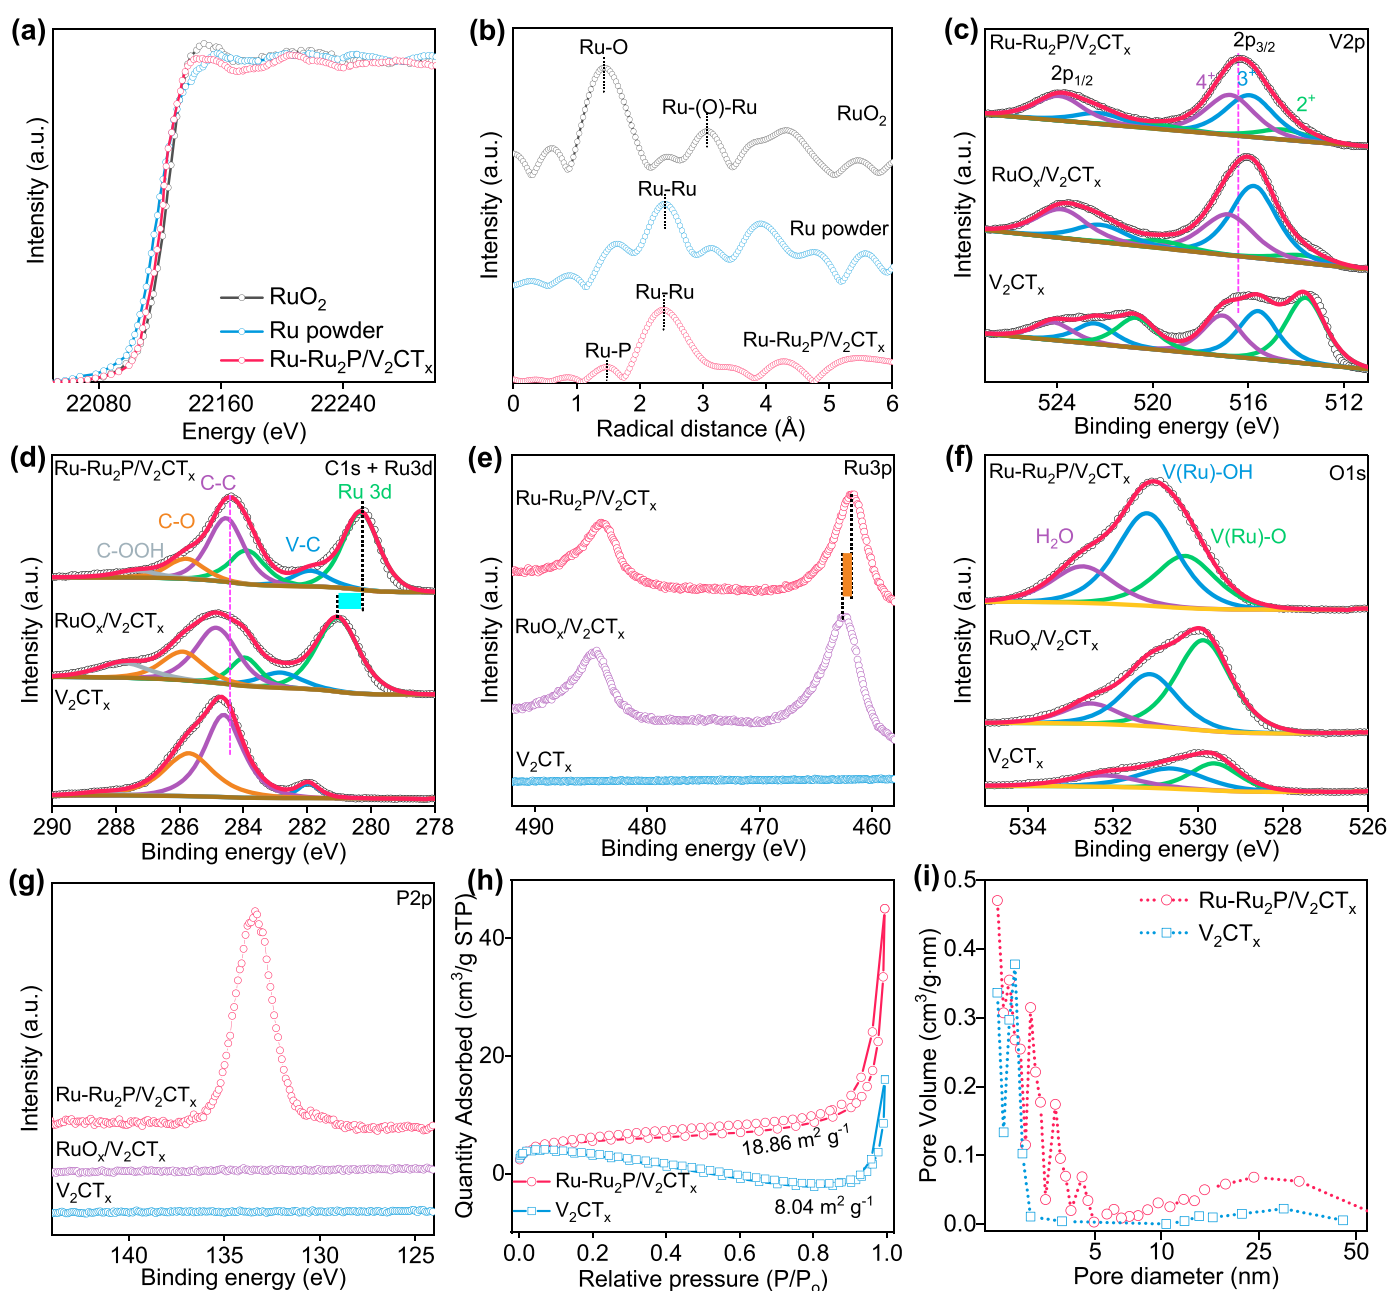 (a)
Intensity (a.u.)
RuO₂
Ru powder
Ru-Ru₂P/V₂CTₓ
22080 22160 22240
Energy (eV)
(b)
Intensity (a.u.)
Ru-O
Ru-(O)-Ru
RuO₂
Ru-Ru
Ru powder
Ru-Ru
Ru-P
Ru-Ru₂P/V₂CTₓ
0 1 2 3 4 5 6
Radical distance (Å)
(c)
Intensity (a.u.)
Ru-Ru₂P/V₂CTₓ
2p₃/₂
V2p
2p₁/₂
4⁺ 3⁺ 2⁺
RuOₓ/V₂CTₓ
V₂CTₓ
524 520 516 512
Binding energy (eV)
(d)
Intensity (a.u.)
Ru-Ru₂P/V₂CTₓ
C1s + Ru3d
C-C
Ru 3d
C-O
C-OOH
V-C
RuOₓ/V₂CTₓ
V₂CTₓ
290 288 286 284 282 280 278
Binding energy (eV)
(e)
Intensity (a.u.)
Ru3p
Ru-Ru₂P/V₂CTₓ
RuOₓ/V₂CTₓ
V₂CTₓ
490 480 470 460
Binding energy (eV)
(f)
Intensity (a.u.)
Ru-Ru₂P/V₂CTₓ
O1s
V(Ru)-OH
H₂O
V(Ru)-O
RuOₓ/V₂CTₓ
V₂CTₓ
534 532 530 528 526
Binding energy (eV)
(g)
Intensity (a.u.)
P2p
Ru-Ru₂P/V₂CTₓ
RuOₓ/V₂CTₓ
V₂CTₓ
140 135 130 125
Binding energy (eV)
(h)
Quantity Adsorbed (cm³/g STP)
40
20
0
18.86 m² g⁻¹
Ru-Ru₂P/V₂CTₓ
V₂CTₓ
8.04 m² g⁻¹
0.0 0.2 0.4 0.6 0.8 1.0
Relative pressure (P/Pₒ)
(i)
Pore Volume (cm³/g·nm)
0.5
0.4
0.3
0.2
0.1
0.0
Ru-Ru₂P/V₂CTₓ
V₂CTₓ
5 10 25 50
Pore diameter (nm)